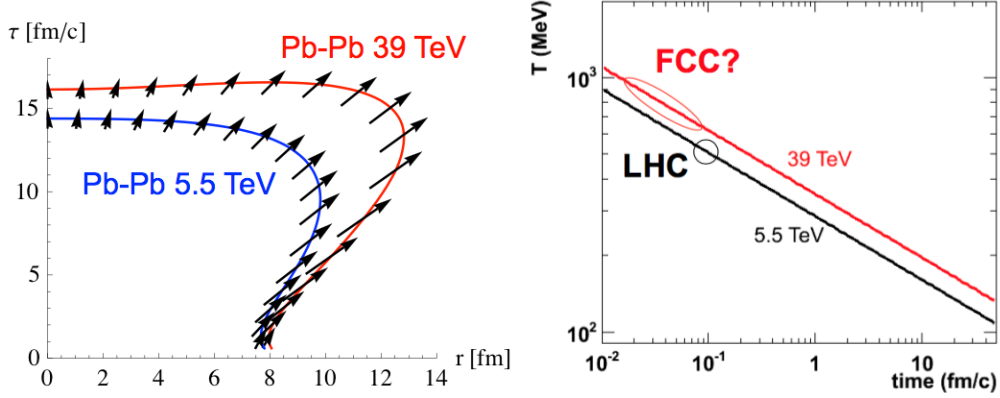 τ [fm/c]
Pb-Pb 39 TeV
Pb-Pb 5.5 TeV
15
10
5
0
0 2 4 6 8 10 12 14
r [fm]
T (MeV)
10³
10²
FCC?
LHC
39 TeV
5.5 TeV
10⁻² 10⁻¹ 1 10
time (fm/c)